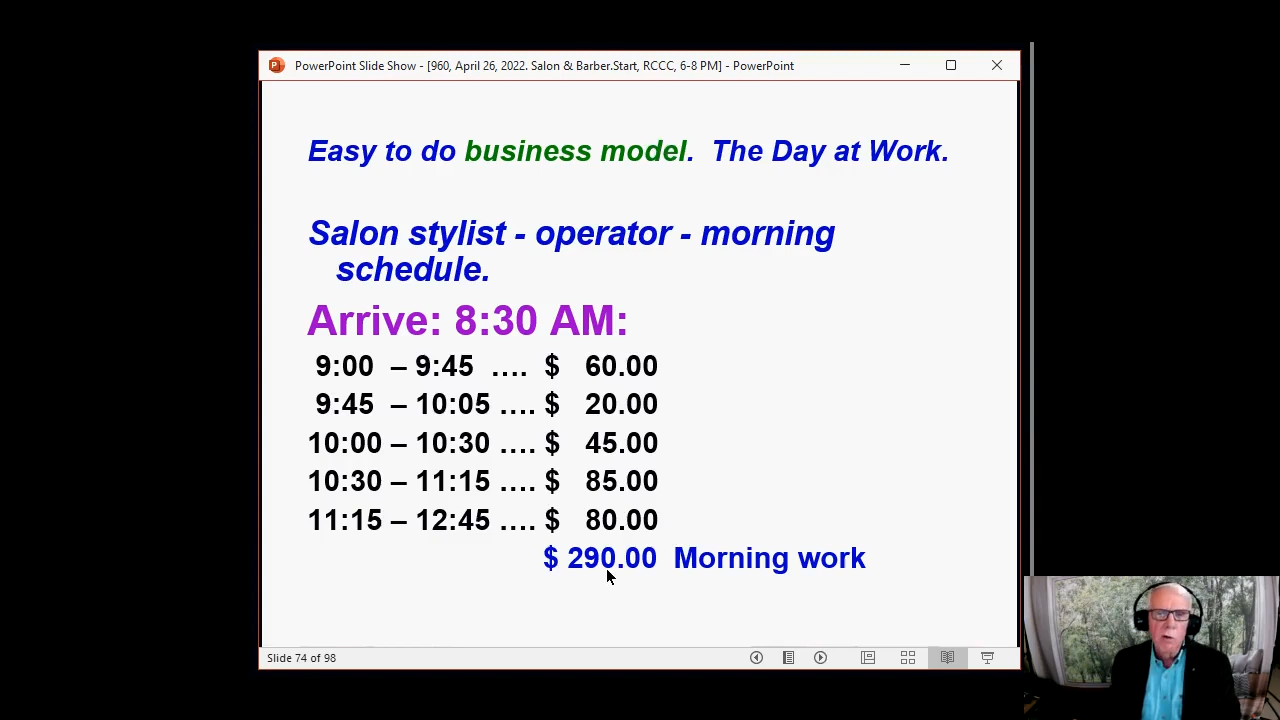 PowerPoint Slide Show - [960, April 26, 2022. Salon & Barber.Start, RCCC, 6-8 PM] - PowerPoint
Easy to do business model. The Day at Work.
Salon stylist - operator - morning
schedule.
Arrive: 8:30 AM:
9:00 – 9:45 .... $ 60.00
9:45 – 10:05 .... $ 20.00
10:00 – 10:30 .... $ 45.00
10:30 – 11:15 .... $ 85.00
11:15 – 12:45 .... $ 80.00
$ 290.00 Morning work
Slide 74 of 98